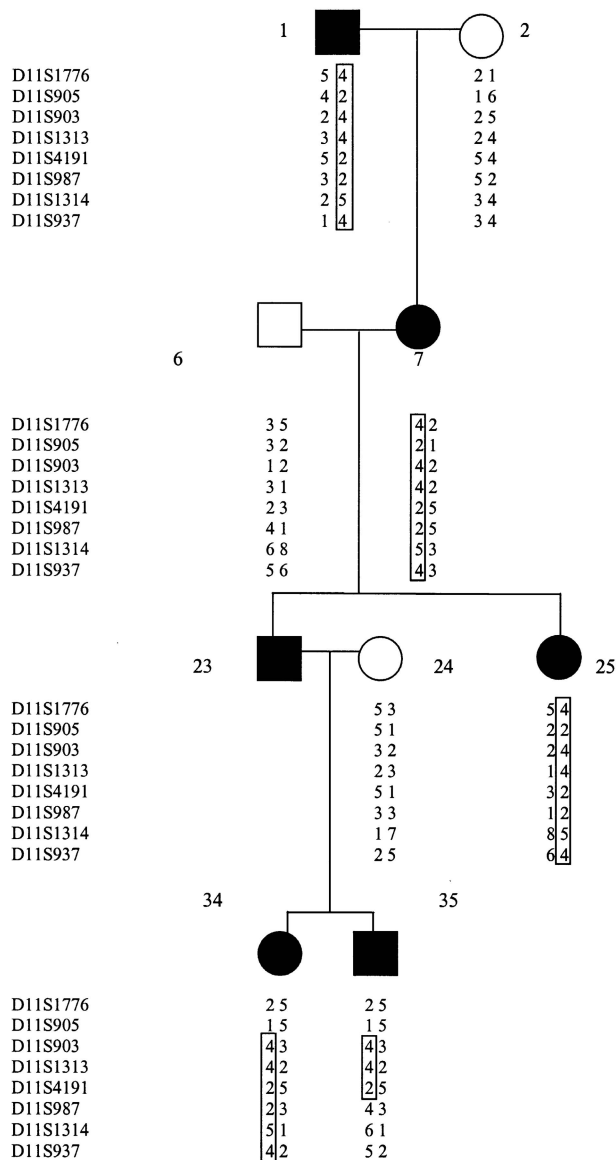 1 2
D11S1776 5 4 2 1
D11S905 4 2 1 6
D11S903 2 4 2 5
D11S1313 3 4 2 4
D11S4191 5 2 5 4
D11S987 3 2 5 2
D11S1314 2 5 3 4
D11S937 1 4 3 4
6 7
D11S1776 3 5 4 2
D11S905 3 2 2 1
D11S903 1 2 4 2
D11S1313 3 1 4 2
D11S4191 2 3 2 5
D11S987 4 1 2 5
D11S1314 6 8 5 3
D11S937 5 6 4 3
23 24 25
D11S1776 5 3 5 4
D11S905 5 1 2 2
D11S903 3 2 2 4
D11S1313 2 3 1 4
D11S4191 5 1 3 2
D11S987 3 3 1 2
D11S1314 1 7 8 5
D11S937 2 5 6 4
34 35
D11S1776 2 5 2 5
D11S905 1 5 1 5
D11S903 4 3 4 3
D11S1313 4 2 4 2
D11S4191 2 5 2 5
D11S987 2 3 4 3
D11S1314 5 1 6 1
D11S937 4 2 5 2